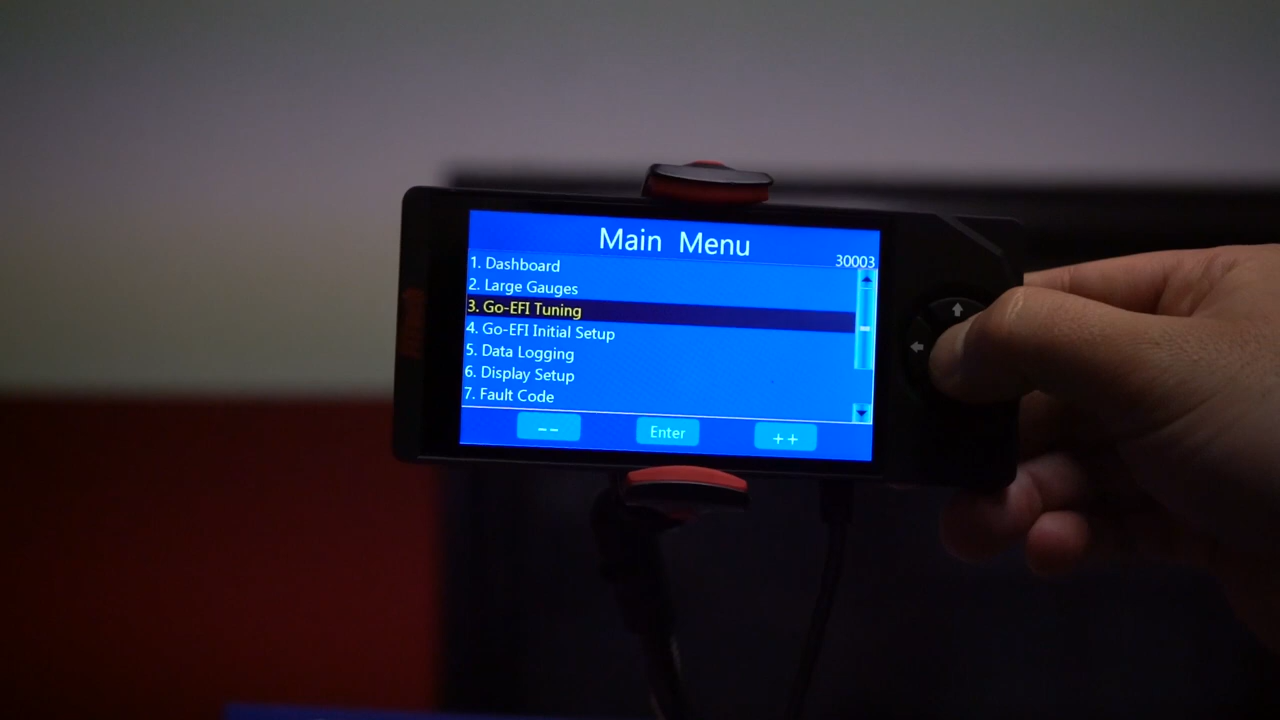 Main Menu
30003
1. Dashboard
2. Large Gauges
3. Go-EFI Tuning
4. Go-EFI Initial Setup
5. Data Logging
6. Display Setup
7. Fault Code
--
Enter
++